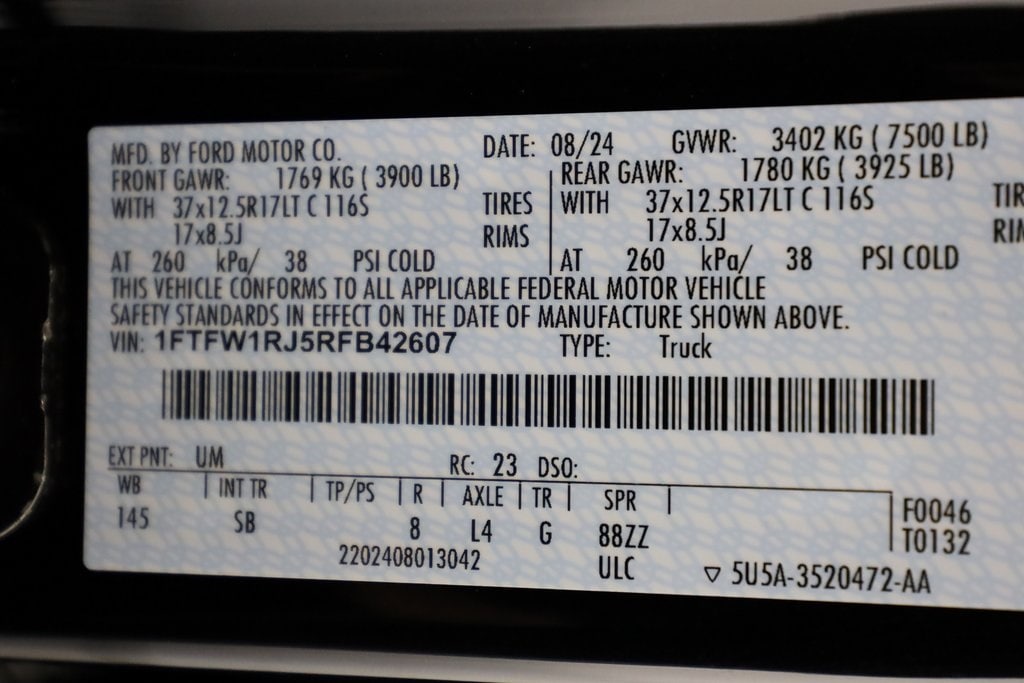 MFD. BY FORD MOTOR CO. DATE: 08/24 GVWR: 3402 KG ( 7500 LB)
FRONT GAWR: 1769 KG ( 3900 LB) REAR GAWR: 1780 KG ( 3925 LB)
WITH 37x12.5R17LT C 116S TIRES WITH 37x12.5R17LT C 116S TIR
17x8.5J RIMS 17x8.5J RIM
AT 260 kPa/ 38 PSI COLD AT 260 kPa/ 38 PSI COLD
THIS VEHICLE CONFORMS TO ALL APPLICABLE FEDERAL MOTOR VEHICLE
SAFETY STANDARDS IN EFFECT ON THE DATE OF MANUFACTURE SHOWN ABOVE.
VIN: 1FTFW1RJ5RFB42607 TYPE: Truck
EXT PNT: UM RC: 23 DSO:
WB INT TR TP/PS R AXLE TR SPR F0046
145 SB 8 L4 G 88ZZ T0132
2202408013042 ULC ▽ 5U5A-3520472-AA